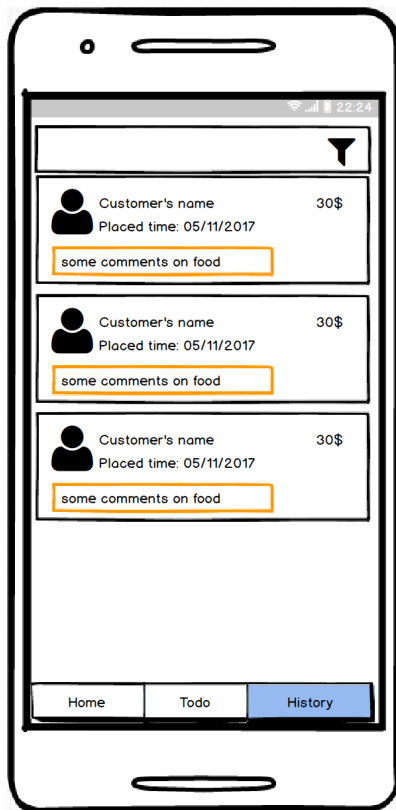 22:24
Customer's name 30$
Placed time: 05/11/2017
some comments on food
Customer's name 30$
Placed time: 05/11/2017
some comments on food
Customer's name 30$
Placed time: 05/11/2017
some comments on food
Home Todo History